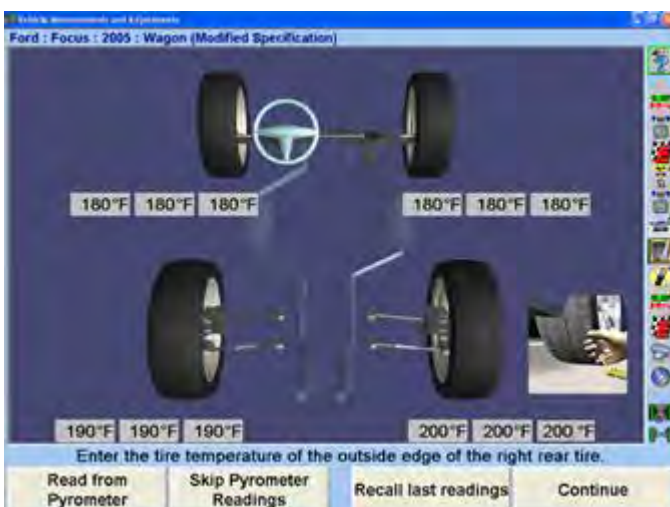 Vehicle Measurements and Adjustments
Ford : Focus : 2005 : Wagon (Modified Specification)
180°F 180°F 180°F
180°F 180°F 180°F
190°F 190°F 190°F
200°F 200°F 200 °F
Enter the tire temperature of the outside edge of the right rear tire.
Read from
Pyrometer
Skip Pyrometer
Readings
Recall last readings
Continue